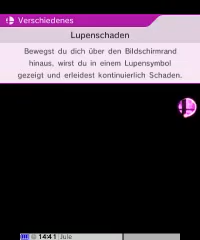 Verschiedenes
Lupenschaden
Bewegst du dich über den Bildschirmrand
hinaus, wirst du in einem Lupensymbol
gezeigt und erleidest kontinuierlich Schaden.
14:41 Jule